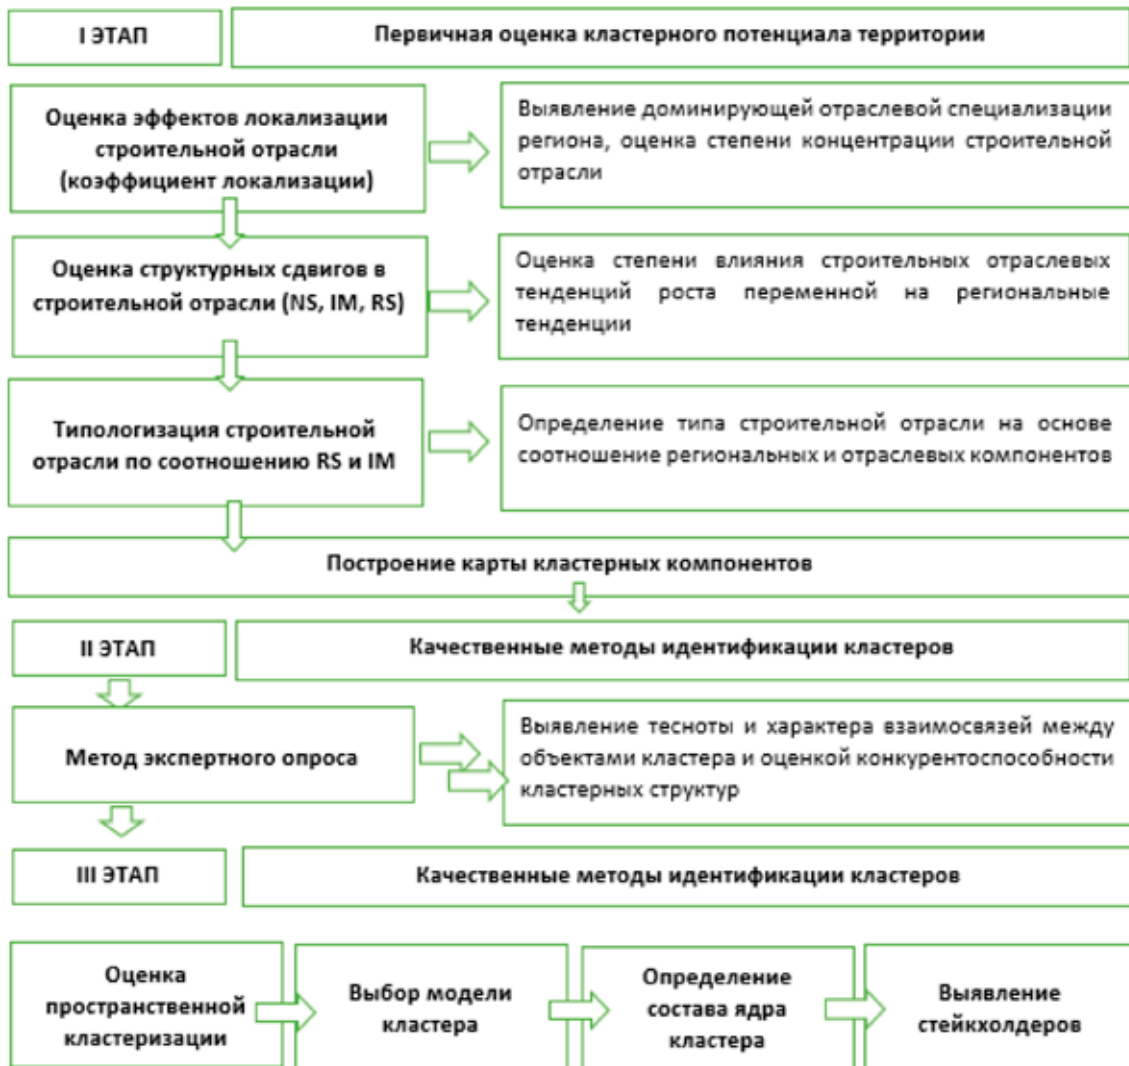 I ЭТАП
Первичная оценка кластерного потенциала территории
Оценка эффектов локализации
строительной отрасли
(коэффициент локализации)
Выявление доминирующей отраслевой специализации
региона, оценка степени концентрации строительной
отрасли
Оценка структурных сдвигов в
строительной отрасли (NS, IM, RS)
Оценка степени влияния строительных отраслевых
тенденций роста переменной на региональные
тенденции
Типологизация строительной
отрасли по соотношению RS и IM
Определение типа строительной отрасли на основе
соотношение региональных и отраслевых компонентов
Построение карты кластерных компонентов
II ЭТАП
Качественные методы идентификации кластеров
Метод экспертного опроса
Выявление тесноты и характера взаимосвязей между
объектами кластера и оценкой конкурентоспособности
кластерных структур
III ЭТАП
Качественные методы идентификации кластеров
Оценка
пространственной
кластеризации
Выбор модели
кластера
Определение
состава ядра
кластера
Выявление
стейкхолдеров